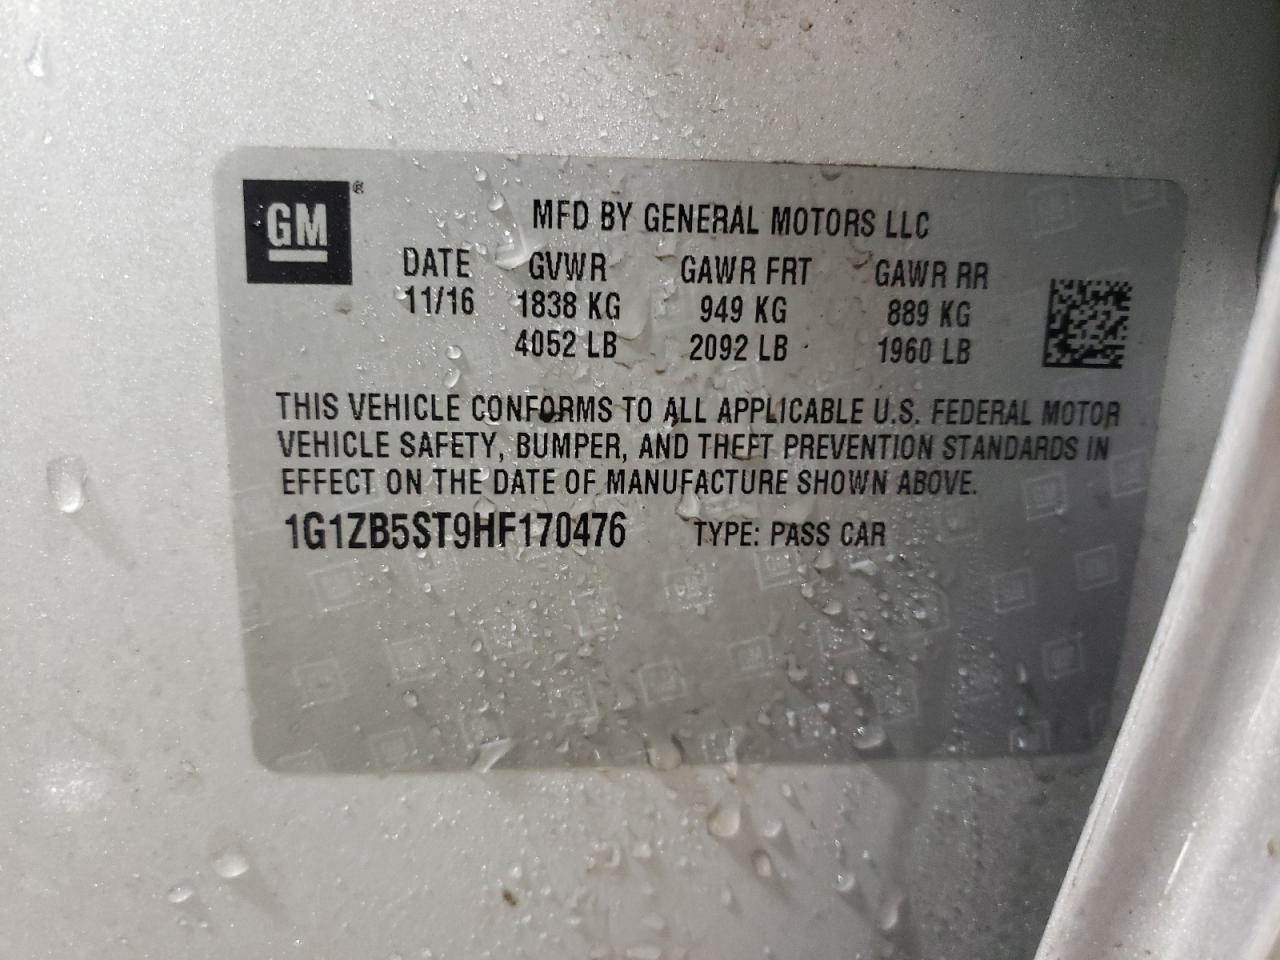 GM®
MFD BY GENERAL MOTORS LLC
DATE GVWR GAWR FRT GAWR RR
11/16 1838 KG 949 KG 889 KG
4052 LB 2092 LB 1960 LB
THIS VEHICLE CONFORMS TO ALL APPLICABLE U.S. FEDERAL MOTOR
VEHICLE SAFETY, BUMPER, AND THEFT PREVENTION STANDARDS IN
EFFECT ON THE DATE OF MANUFACTURE SHOWN ABOVE.
1G1ZB5ST9HF170476 TYPE: PASS CAR